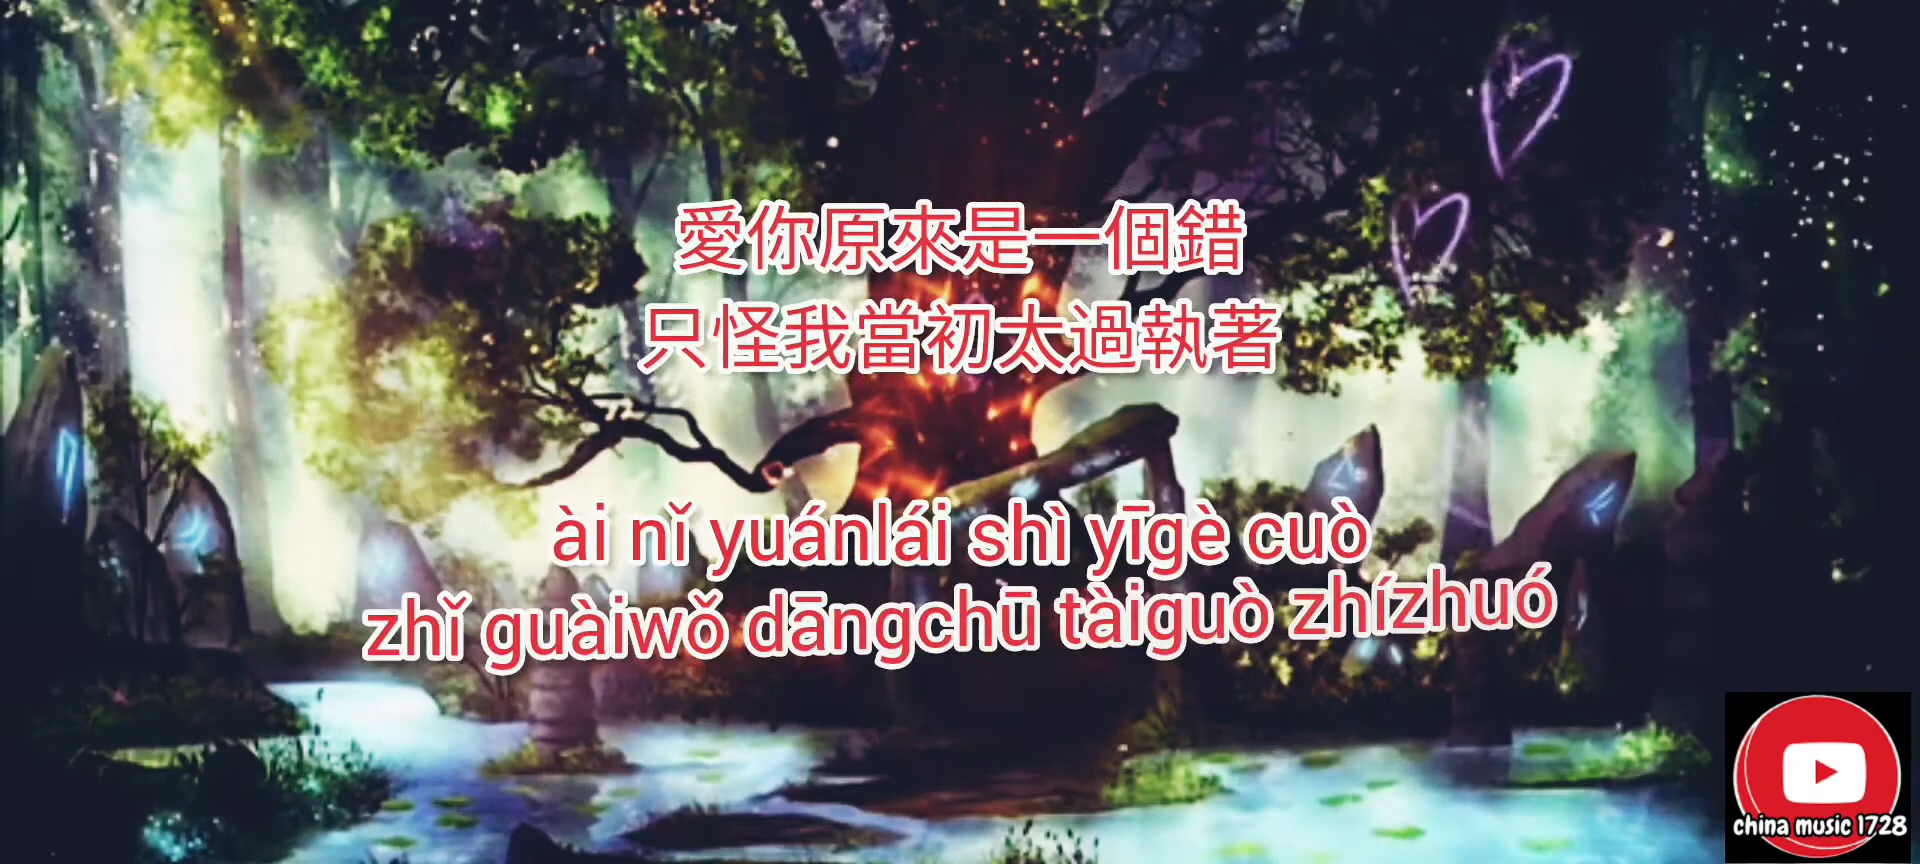 愛你原來是一個錯
只怪我當初太過執著
ài nǐ yuánlái shì yīgè cuò
zhǐ guàiwǒ dāngchū tàiguò zhízhuó
china music 1728